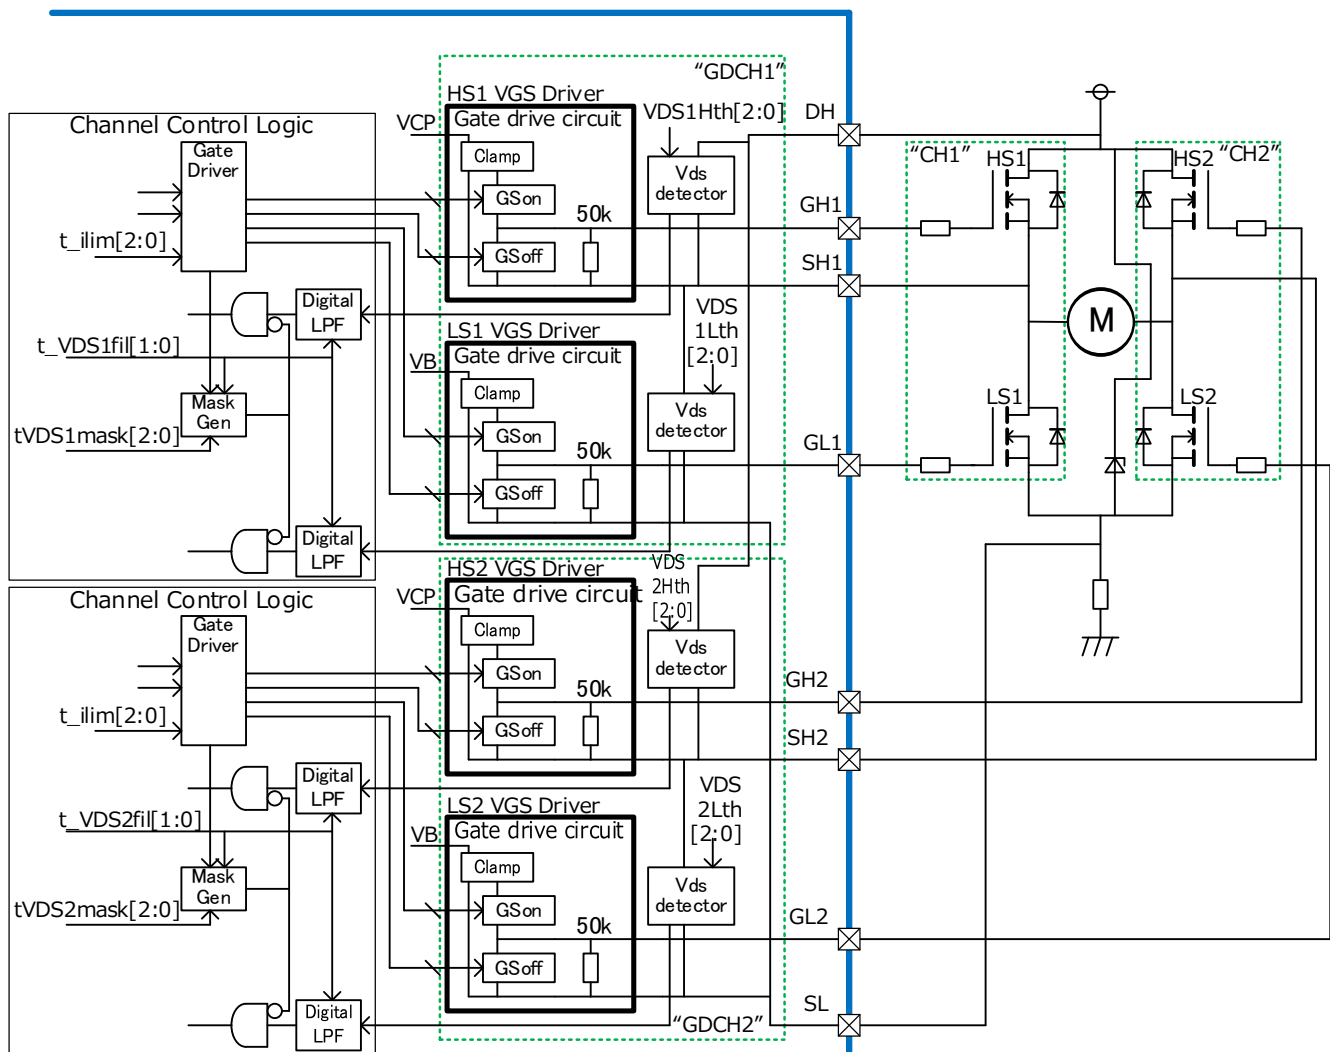 “GDCH1”
HS1 VGS Driver
VDS1Hth[2:0]
DH
Channel Control Logic
VCP
Gate drive circuit
Gate
Driver
Clamp
Vds
detector
“CH1”
HS1
HS2
“CH2”
GSon
50k
GH1
t_ilim[2:0]
GSoff
SH1
Digital
LPF
VDS
1Lth
[2:0]
M
LS1 VGS Driver
t_VDS1fil[1:0]
Gate drive circuit
VB
Clamp
Mask
Gen
Vds
detector
LS1
LS2
tVDS1mask[2:0]
GSon
50k
GL1
GSoff
Digital
LPF
HS2 VGS Driver
VDS
2Hth
[2:0]
Channel Control Logic
VCP
Gate drive circuit
Gate
Driver
Clamp
Vds
detector
GSon
50k
GH2
t_ilim[2:0]
GSoff
SH2
Digital
LPF
VDS
2Lth
[2:0]
LS2 VGS Driver
t_VDS2fil[1:0]
Gate drive circuit
VB
Clamp
Mask
Gen
Vds
detector
tVDS2mask[2:0]
GSon
50k
GL2
GSoff
SL
Digital
LPF
“GDCH2”